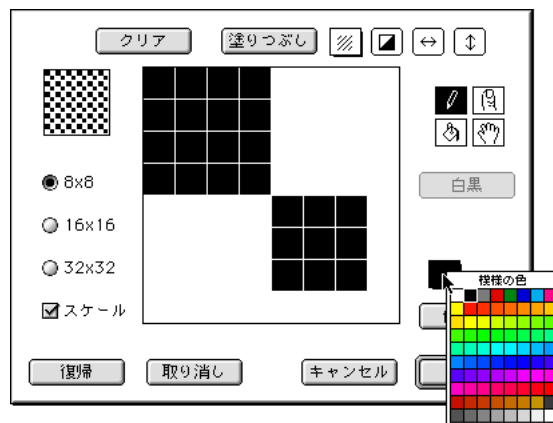 クリア
塗りつぶし
8x8
白黒
16x16
32x32
模様の色
スケール
復帰
取り消し
キャンセル